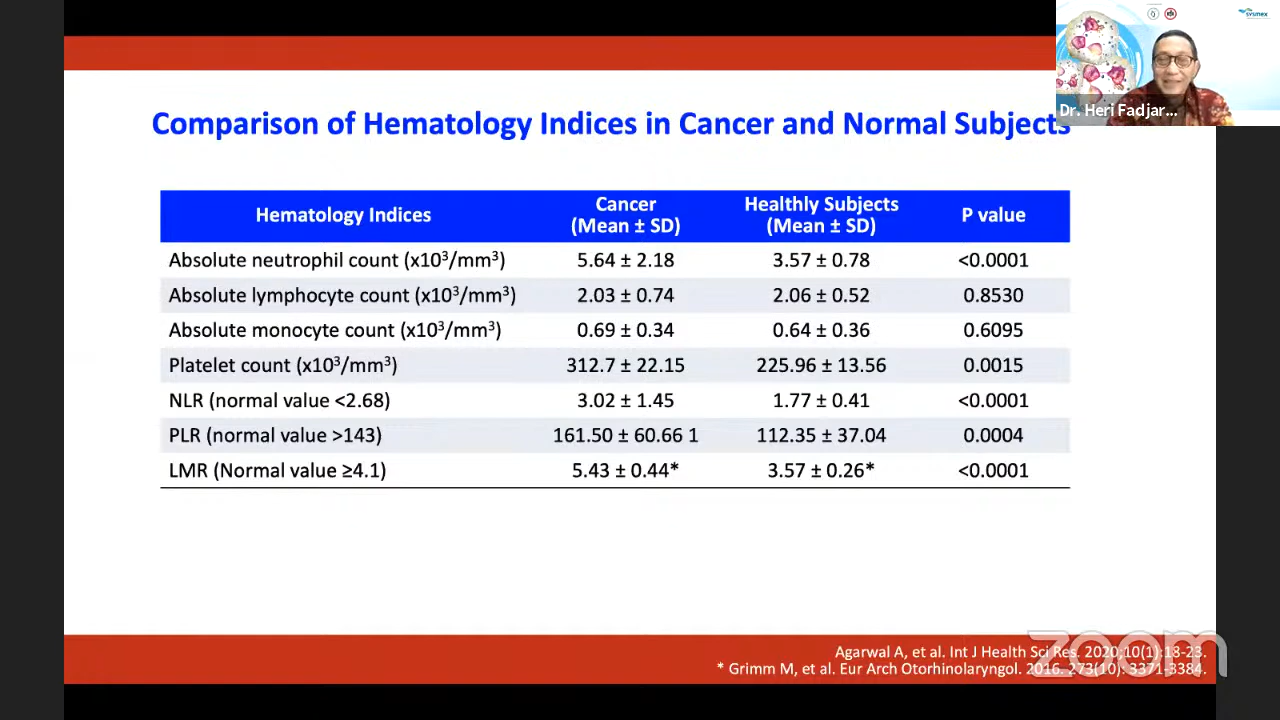 sysmex
Dr. Heri Fadjar...
Comparison of Hematology Indices in Cancer and Normal Subjects
Hematology Indices Cancer (Mean ± SD) Healthly Subjects (Mean ± SD) P value
Absolute neutrophil count (x10³/mm³) 5.64 ± 2.18 3.57 ± 0.78 <0.0001
Absolute lymphocyte count (x10³/mm³) 2.03 ± 0.74 2.06 ± 0.52 0.8530
Absolute monocyte count (x10³/mm³) 0.69 ± 0.34 0.64 ± 0.36 0.6095
Platelet count (x10³/mm³) 312.7 ± 22.15 225.96 ± 13.56 0.0015
NLR (normal value <2.68) 3.02 ± 1.45 1.77 ± 0.41 <0.0001
PLR (normal value >143) 161.50 ± 60.66 1 112.35 ± 37.04 0.0004
LMR (Normal value ≥4.1) 5.43 ± 0.44* 3.57 ± 0.26* <0.0001
Agarwal A, et al. Int J Health Sci Res. 2020;10(1):18-23.
* Grimm M, et al. Eur Arch Otorhinolaryngol. 2016. 273(10): 3371-3384.
zoom